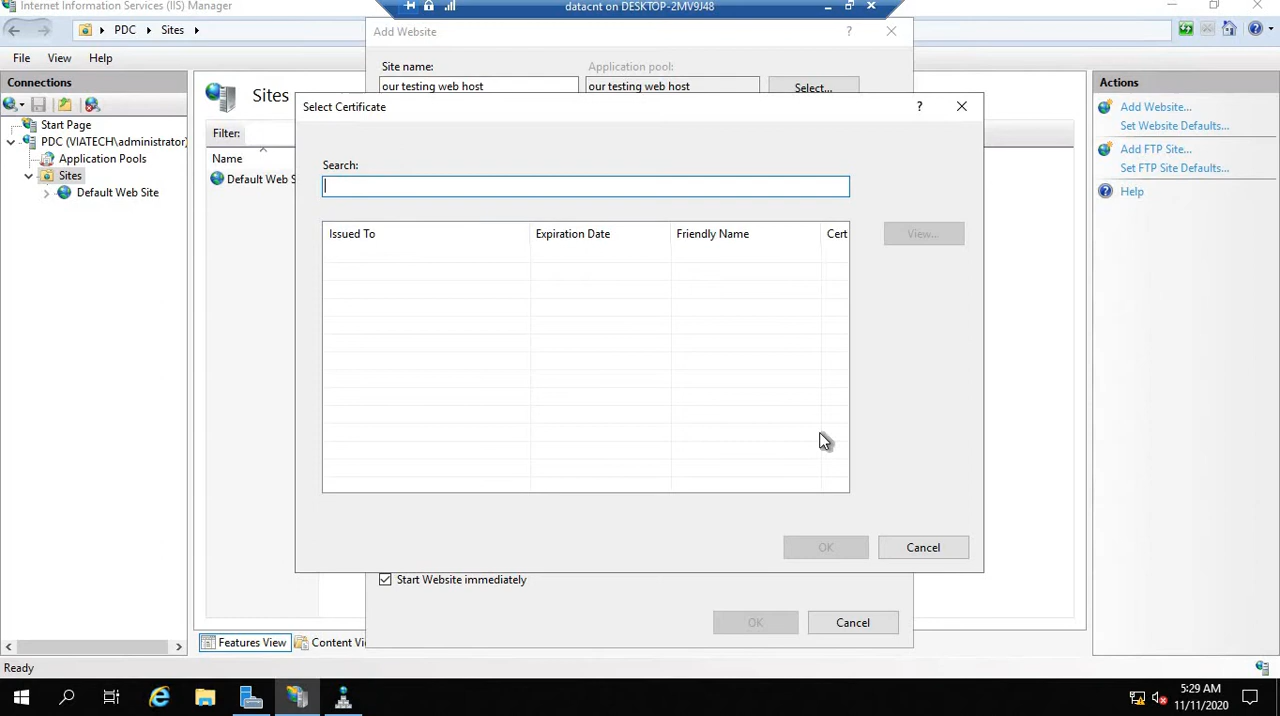 Internet Information Services (IIS) Manager
datacnt on DESKTOP-2MV9J48
PDC
Sites
File
View
Help
Connections
Start Page
PDC (VIATECH\administrator)
Application Pools
Sites
Default Web Site
Sites
Filter:
Name
Default Web S
Add Website
?
Site name:
our testing web host
Application pool:
our testing web host
Select...
Select Certificate
?
Search:
Issued To
Expiration Date
Friendly Name
Cert
View...
OK
Cancel
Start Website immediately
OK
Cancel
Features View
Content Vi
Actions
Add Website...
Set Website Defaults...
Add FTP Site...
Set FTP Site Defaults...
Help
Ready
5:29 AM
11/11/2020